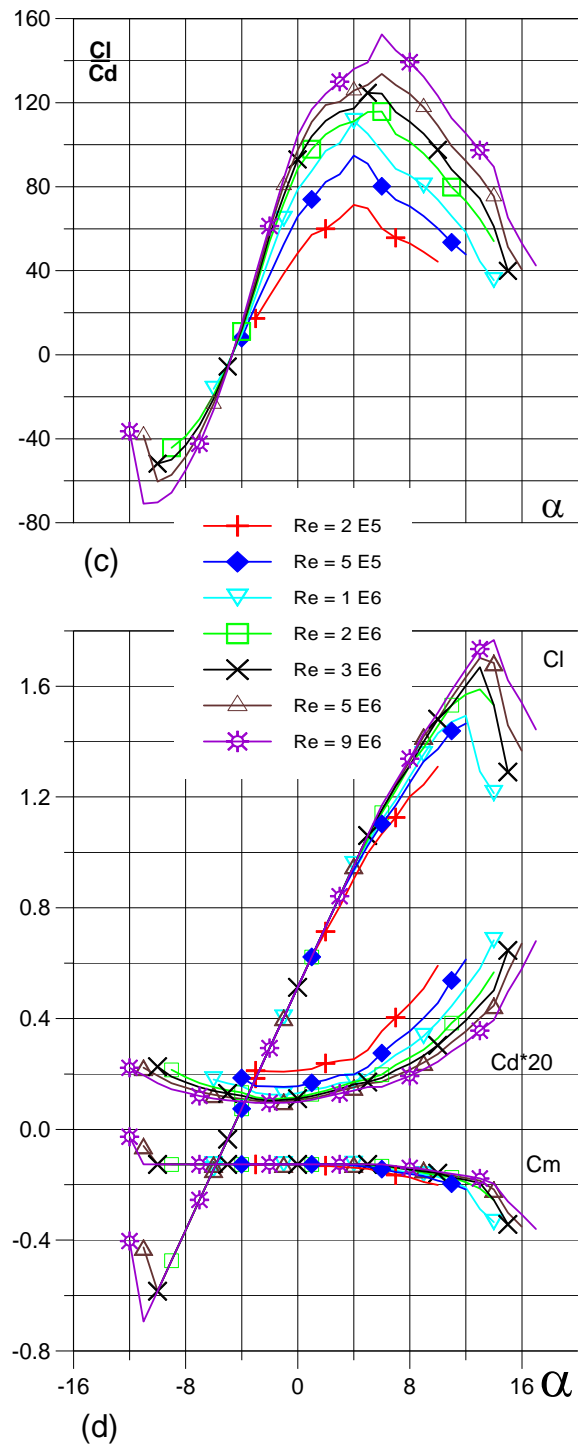 160
Cl
Cd
120
80
40
0
-40
-80
α
(c)
Re = 2 E5
Re = 5 E5
Re = 1 E6
Re = 2 E6
Re = 3 E6
Re = 5 E6
Re = 9 E6
Cl
1.6
1.2
0.8
0.4
Cd*20
0.0
Cm
-0.4
-0.8
-16 -8 0 8 16 α
(d)